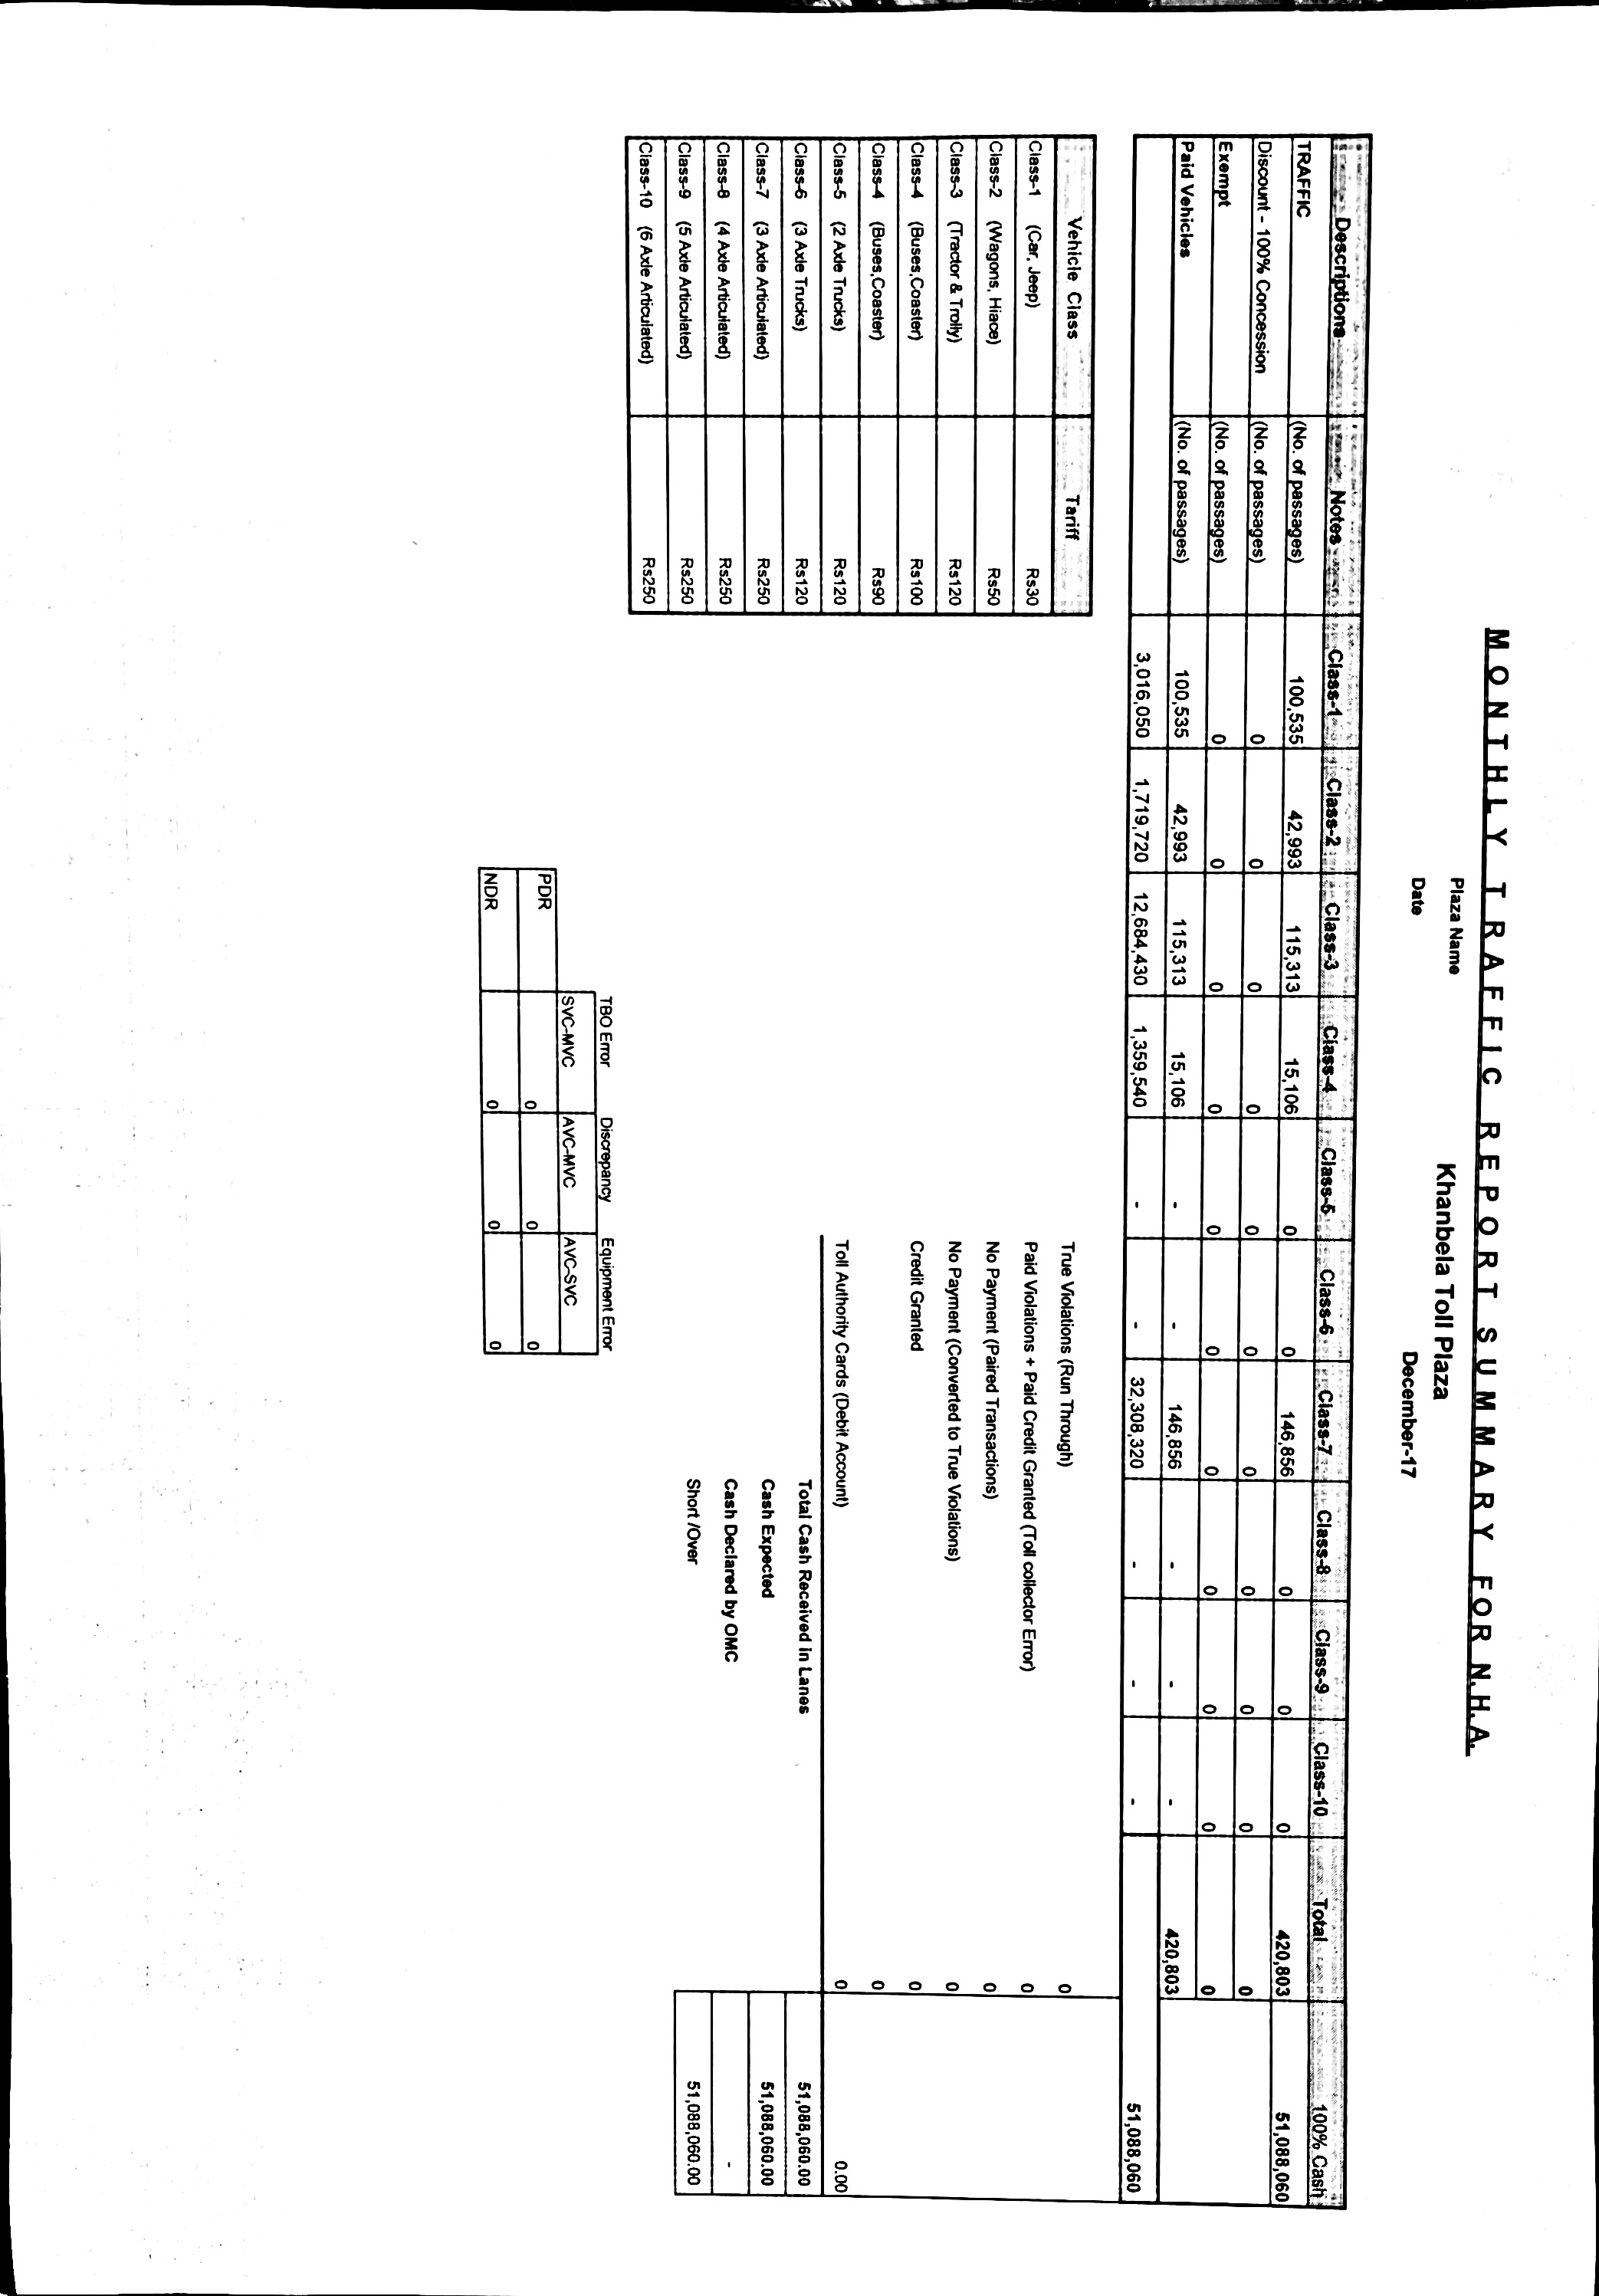 MONTHLY TRAFFIC REPORT SUMMARY FOR N.H.A.
Plaza Name Khanbela Toll Plaza
Date December-17
Descriptions Notes Class-1 Class-2 Class-3 Class-4 Class-5 Class-6 Class-7 Class-8 Class-9 Class-10 Total 100% Cash
TRAFFIC (No. of passages) 100,535 42,993 115,313 15,106 0 0 146,856 0 0 0 420,803 51,088,060
Discount - 100% Concession (No. of passages) 0 0 0 0 0 0 0 0 0 0 0
Exempt (No. of passages) 0 0 0 0 0 0 0 0 0 0 0
Paid Vehicles (No. of passages) 100,535 42,993 115,313 15,106 - - 146,856 - - - 420,803
3,016,050 1,719,720 12,684,430 1,359,540 - - 32,308,320 - - - 51,088,060
Vehicle Class Tariff
Class-1 (Car, Jeep) Rs30
Class-2 (Wagons, Hiace) Rs50
Class-3 (Tractor & Trolly) Rs120
Class-4 (Buses,Coaster) Rs100
Class-4 (Buses,Coaster) Rs90
Class-5 (2 Axle Trucks) Rs120
Class-6 (3 Axle Trucks) Rs120
Class-7 (3 Axle Articulated) Rs250
Class-8 (4 Axle Articulated) Rs250
Class-9 (5 Axle Articulated) Rs250
Class-10 (6 Axle Articulated) Rs250
True Violations (Run Through) 0
Paid Violations + Paid Credit Granted (Toll collector Error) 0
No Payment (Paired Transactions) 0
No Payment (Converted to True Violations) 0
Credit Granted 0
0
Toll Authority Cards (Debit Account) 0 0.00
Total Cash Received in Lanes 51,088,060.00
Cash Expected 51,088,060.00
Cash Declared by OMC -
Short /Over 51,088,060.00
TBO Error Discrepancy Equipment Error
SVC-MVC AVC-MVC AVC-SVC
PDR 0 0 0
NDR 0 0 0